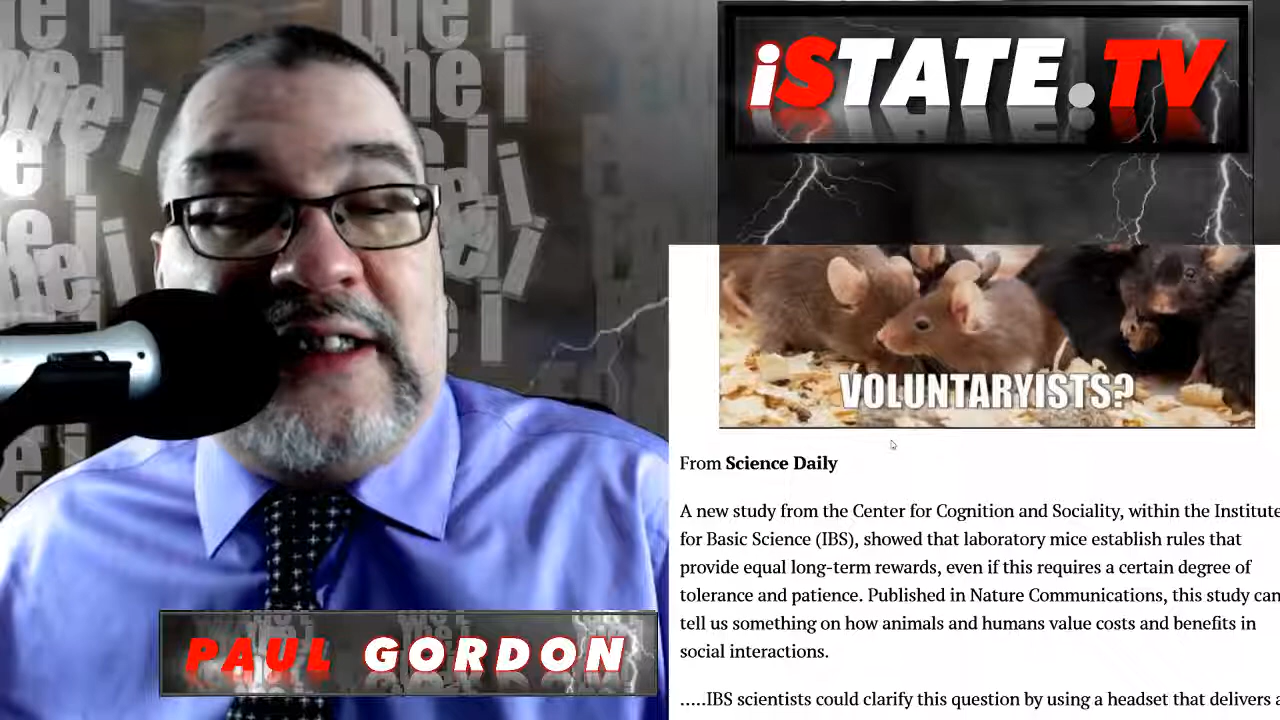 iSTATE.TV
VOLUNTARYISTS?
From Science Daily
A new study from the Center for Cognition and Sociality, within the Institute
for Basic Science (IBS), showed that laboratory mice establish rules that
provide equal long-term rewards, even if this requires a certain degree of
tolerance and patience. Published in Nature Communications, this study can
tell us something on how animals and humans value costs and benefits in
social interactions.
.....IBS scientists could clarify this question by using a headset that delivers a
PAUL GORDON
the i
the i